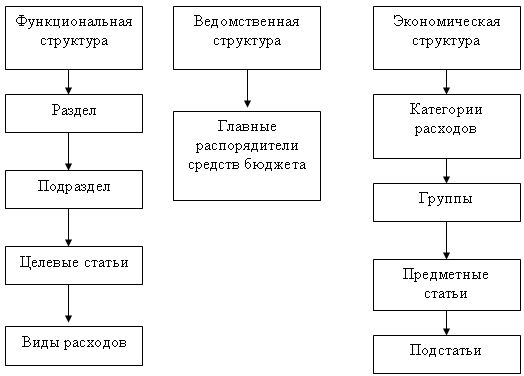 Функциональная
структура
Раздел
Подраздел
Целевые статьи
Виды расходов
Ведомственная
структура
Главные
распорядители
средств бюджета
Экономическая
структура
Категории
расходов
Группы
Предметные
статьи
Подстатьи